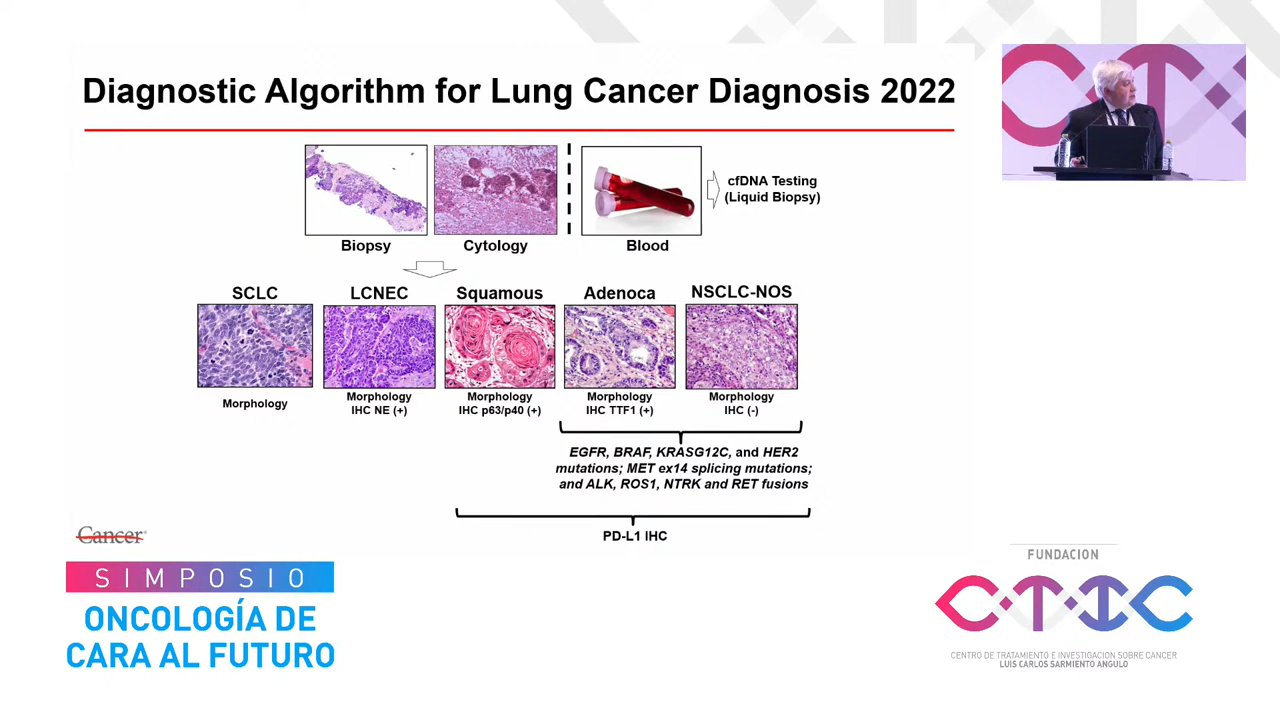 Diagnostic Algorithm for Lung Cancer Diagnosis 2022
cfDNA Testing
(Liquid Biopsy)
Biopsy
Cytology
Blood
SCLC
LCNEC
Squamous
Adenoca
NSCLC-NOS
Morphology
Morphology
IHC NE (+)
Morphology
IHC p63/p40 (+)
Morphology
IHC TTF1 (+)
Morphology
IHC (-)
EGFR, BRAF, KRASG12C, and HER2
mutations; MET ex14 splicing mutations;
and ALK, ROS1, NTRK and RET fusions
PD-L1 IHC
Cancer
SIMPOSIO
ONCOLOGÍA DE
CARA AL FUTURO
FUNDACION
CTIC
CENTRO DE TRATAMIENTO E INVESTIGACION SOBRE CANCER
LUIS CARLOS SARMIENTO ANGULO